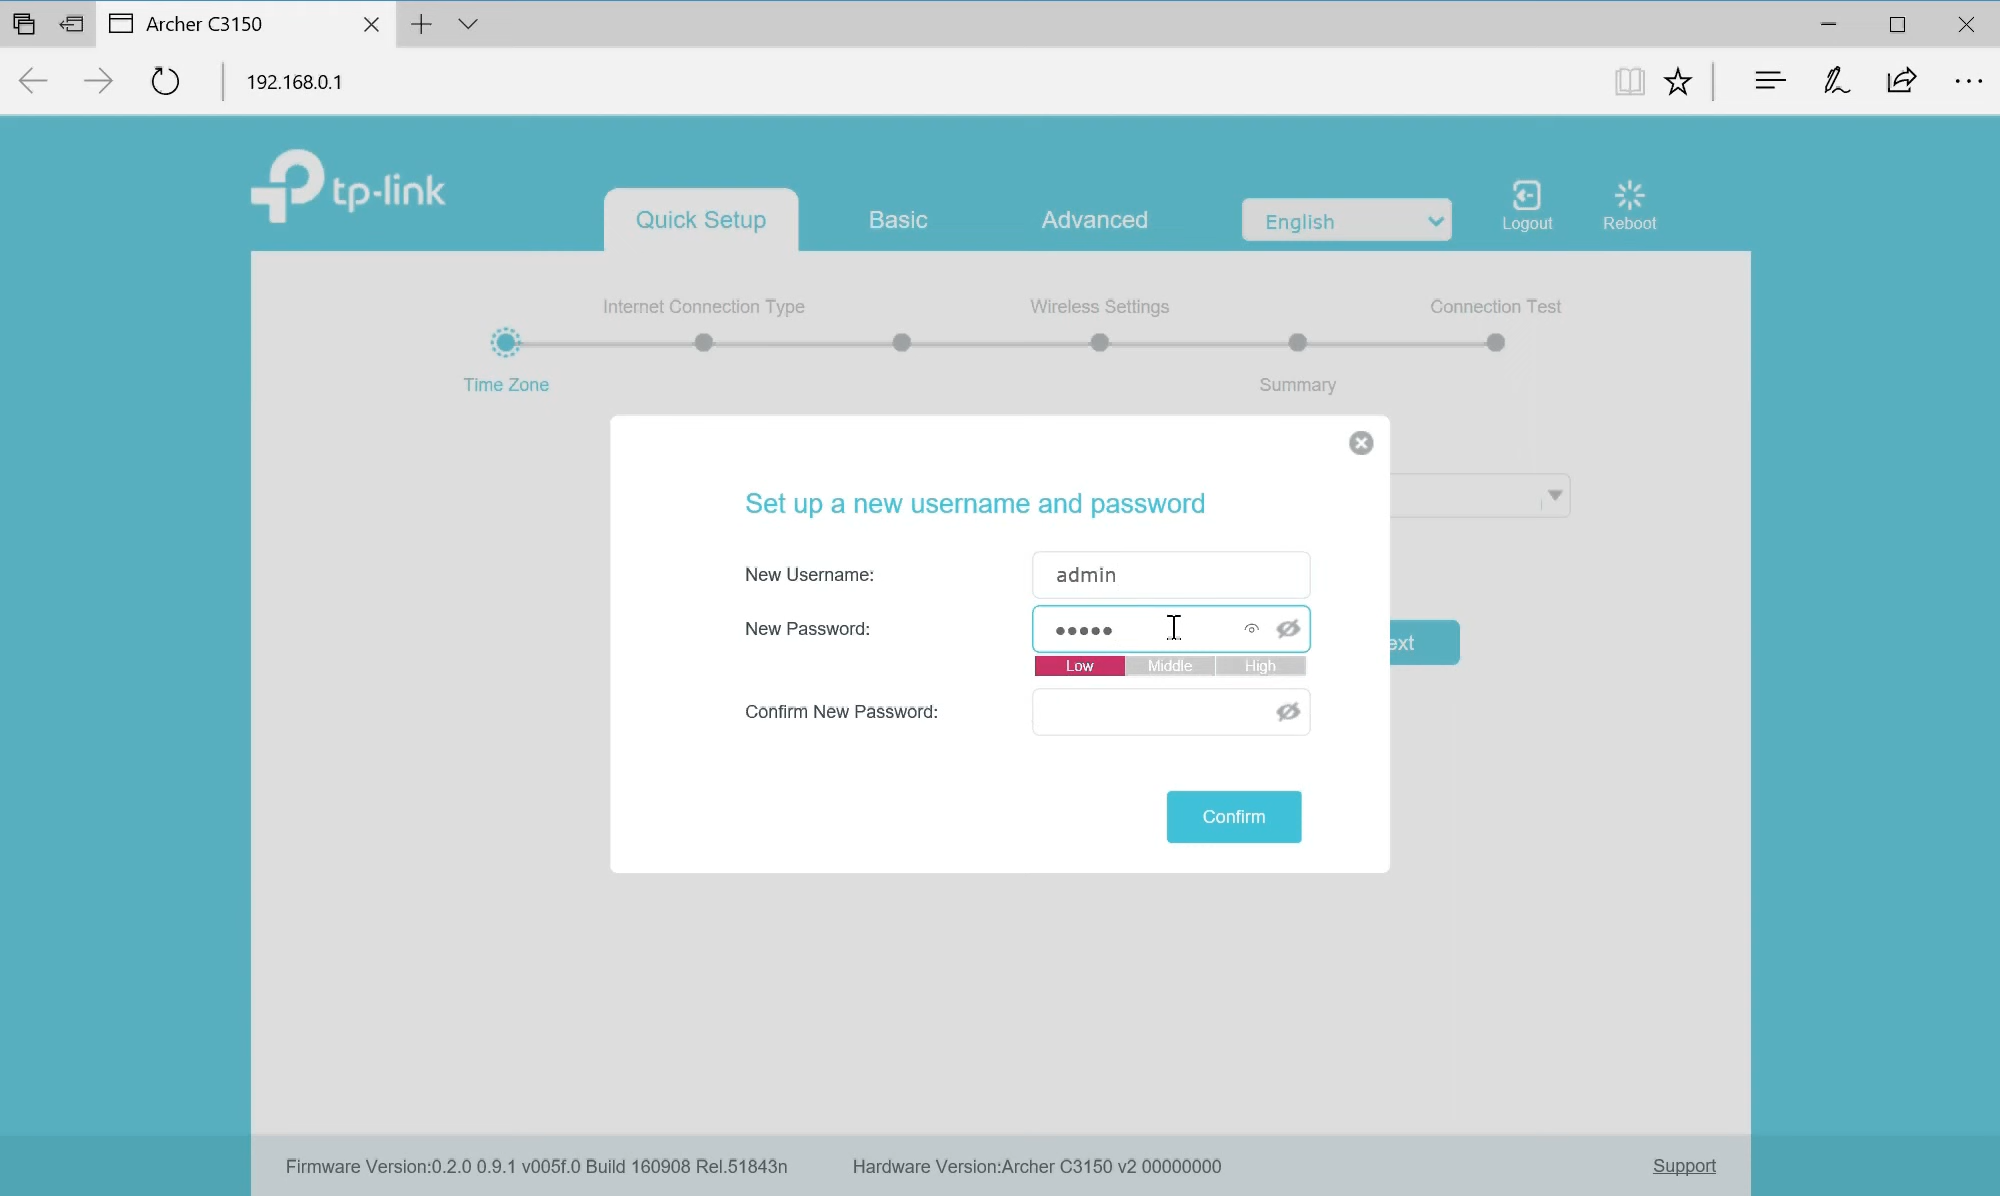 Archer C3150
192.168.0.1
tp-link
Quick Setup
Basic
Advanced
English
Logout
Reboot
Internet Connection Type
Wireless Settings
Connection Test
Time Zone
Summary
Set up a new username and password
New Username:
admin
New Password:
•••••
Low
Middle
High
ext
Confirm New Password:
Confirm
Firmware Version:0.2.0 0.9.1 v005f.0 Build 160908 Rel.51843n
Hardware Version:Archer C3150 v2 00000000
Support